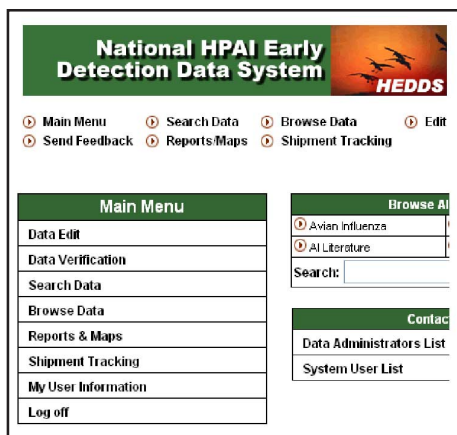 National HPAI Early
Detection Data System
HEDDS
Main Menu Search Data Browse Data Edit
Send Feedback Reports/Maps Shipment Tracking
Main Menu
Data Edit
Data Verification
Search Data
Browse Data
Reports & Maps
Shipment Tracking
My User Information
Log off
Browse AI
Avian Influenza
AI Literature
Search:
Contac
Data Administrators List
System User List